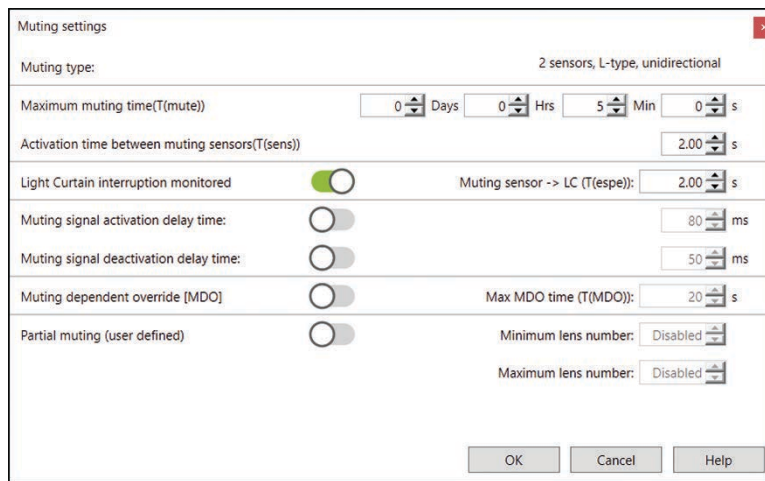 Muting settings
Muting type: 2 sensors, L-type, unidirectional
Maximum muting time(T(mute)) 0 Days 0 Hrs 5 Min 0 s
Activation time between muting sensors(T(sens)) 2.00 s
Light Curtain interruption monitored Muting sensor -> LC (T(espe)): 2.00 s
Muting signal activation delay time: 80 ms
Muting signal deactivation delay time: 50 ms
Muting dependent override [MDO] Max MDO time (T(MDO)): 20 s
Partial muting (user defined) Minimum lens number: Disabled
Maximum lens number: Disabled
OK Cancel Help